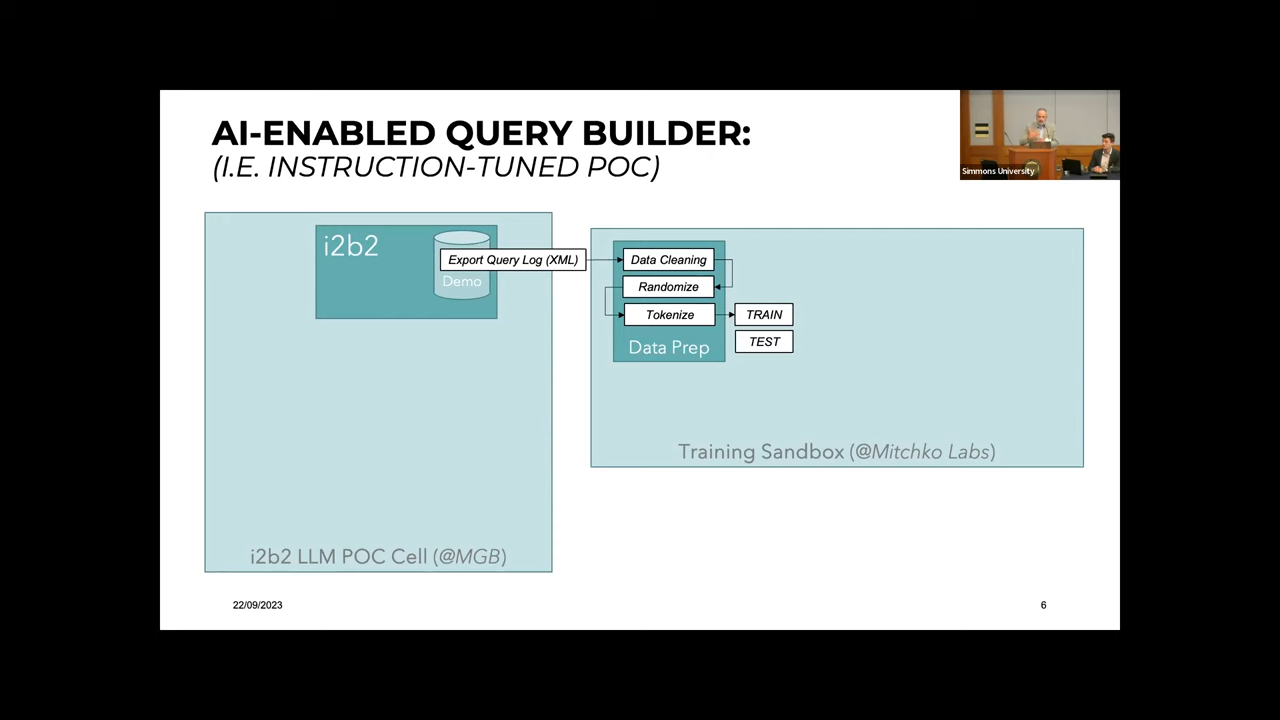 AI-ENABLED QUERY BUILDER:
(I.E. INSTRUCTION-TUNED POC)
Simmons University
i2b2
Demo
Export Query Log (XML)
Data Cleaning
Randomize
Tokenize
Data Prep
TRAIN
TEST
Training Sandbox (@Mitchko Labs)
i2b2 LLM POC Cell (@MGB)
22/09/2023
6